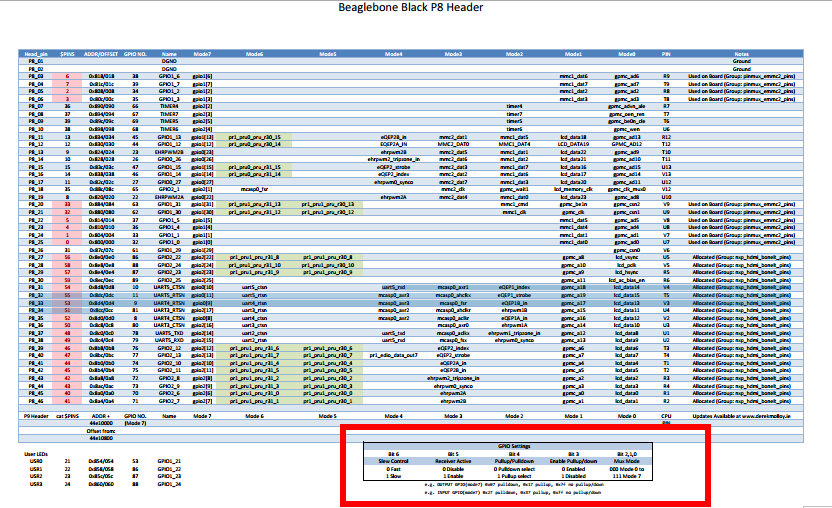 Beaglebone Black P8 Header
Head_pin $PINS ADDR/OFFSET GPIO NO. Name Mode7 Mode6 Mode5 Mode4 Mode3 Mode2 Mode1 Mode0 PIN Notes
P8_01 DGND Ground
P8_02 DGND Ground
P8_03 6 0x818/018 38 GPIO1_6 gpio1[6] mmc1_dat6 gpmc_ad6 R9 Used on Board (Group: pinmux_emmc2_pins)
P8_04 7 0x81c/01c 39 GPIO1_7 gpio1[7] mmc1_dat7 gpmc_ad7 T9 Used on Board (Group: pinmux_emmc2_pins)
P8_05 2 0x808/008 34 GPIO1_2 gpio1[2] mmc1_dat2 gpmc_ad2 R8 Used on Board (Group: pinmux_emmc2_pins)
P8_06 3 0x80c/00c 35 GPIO1_3 gpio1[3] mmc1_dat3 gpmc_ad3 T8 Used on Board (Group: pinmux_emmc2_pins)
P8_07 36 0x890/090 66 TIMER4 gpio2[2] timer4 gpmc_advn_ale R7
P8_08 37 0x894/094 67 TIMER7 gpio2[3] timer7 gpmc_oen_ren T7
P8_09 39 0x89c/09c 69 TIMER5 gpio2[5] timer5 gpmc_be0n_cle T6
P8_10 38 0x898/098 68 TIMER6 gpio2[4] timer6 gpmc_wen U6
P8_11 13 0x834/034 45 GPIO1_13 gpio1[13] pr1_pru0_pru_r30_15 eQEP2B_in mmc2_dat1 mmc1_dat5 lcd_data18 gpmc_ad13 R12
P8_12 12 0x830/030 44 GPIO1_12 gpio1[12] pr1_pru0_pru_r30_14 EQEP2A_IN MMC2_DAT0 MMC1_DAT4 LCD_DATA19 GPMC_AD12 T12
P8_13 9 0x824/024 23 EHRPWM2B gpio0[23] ehrpwm2B mmc2_dat5 mmc1_dat1 lcd_data22 gpmc_ad9 T10
P8_14 10 0x828/028 26 GPIO0_26 gpio0[26] ehrpwm2_tripzone_in mmc2_dat6 mmc1_dat2 lcd_data21 gpmc_ad10 T11
P8_15 15 0x83c/03c 47 GPIO1_15 gpio1[15] pr1_pru0_pru_r31_15 eQEP2_strobe mmc2_dat3 mmc1_dat7 lcd_data16 gpmc_ad15 U13
P8_16 14 0x838/038 46 GPIO1_14 gpio1[14] pr1_pru0_pru_r31_14 eQEP2_index mmc2_dat2 mmc1_dat6 lcd_data17 gpmc_ad14 V13
P8_17 11 0x82c/02c 27 GPIO0_27 gpio0[27] ehrpwm0_synco mmc2_dat7 mmc1_dat3 lcd_data20 gpmc_ad11 U12
P8_18 35 0x88c/08c 65 GPIO2_1 gpio2[1] mcasp0_fsr mmc2_clk gpmc_wait1 lcd_memory_clk gpmc_clk_mux0 V12
P8_19 8 0x820/020 22 EHRPWM2A gpio0[22] ehrpwm2A mmc2_dat4 mmc1_dat0 lcd_data23 gpmc_ad8 U10
P8_20 33 0x884/084 63 GPIO1_31 gpio1[31] pr1_pru1_pru_r31_13 pr1_pru1_pru_r30_13 mmc1_cmd gpmc_be1n gpmc_csn2 V9 Used on Board (Group: pinmux_emmc2_pins)
P8_21 32 0x880/080 62 GPIO1_30 gpio1[30] pr1_pru1_pru_r31_12 pr1_pru1_pru_r30_12 mmc1_clk gpmc_clk gpmc_csn1 U9 Used on Board (Group: pinmux_emmc2_pins)
P8_22 5 0x814/014 37 GPIO1_5 gpio1[5] mmc1_dat5 gpmc_ad5 V8 Used on Board (Group: pinmux_emmc2_pins)
P8_23 4 0x810/010 36 GPIO1_4 gpio1[4] mmc1_dat4 gpmc_ad4 U8 Used on Board (Group: pinmux_emmc2_pins)
P8_24 1 0x804/004 33 GPIO1_1 gpio1[1] mmc1_dat1 gpmc_ad1 V7 Used on Board (Group: pinmux_emmc2_pins)
P8_25 0 0x800/000 32 GPIO1_0 gpio1[0] mmc1_dat0 gpmc_ad0 U7 Used on Board (Group: pinmux_emmc2_pins)
P8_26 31 0x87c/07c 61 GPIO1_29 gpio1[29] gpmc_csn0 V6
P8_27 56 0x8e0/0e0 86 GPIO2_22 gpio2[22] pr1_pru1_pru_r31_8 pr1_pru1_pru_r30_8 gpmc_a8 lcd_vsync U5 Allocated (Group: nxp_hdmi_bonelt_pins)
P8_28 58 0x8e8/0e8 88 GPIO2_24 gpio2[24] pr1_pru1_pru_r31_10 pr1_pru1_pru_r30_10 gpmc_a10 lcd_pclk V5 Allocated (Group: nxp_hdmi_bonelt_pins)
P8_29 57 0x8e4/0e4 87 GPIO2_23 gpio2[23] pr1_pru1_pru_r31_9 pr1_pru1_pru_r30_9 gpmc_a9 lcd_hsync R5 Allocated (Group: nxp_hdmi_bonelt_pins)
P8_30 59 0x8ec/0ec 89 GPIO2_25 gpio2[25] gpmc_a11 lcd_ac_bias_en R6 Allocated (Group: nxp_hdmi_bonelt_pins)
P8_31 54 0x8d8/0d8 10 UART5_CTSN gpio0[10] uart5_ctsn uart5_rxd mcasp0_axr1 eQEP1_index gpmc_a18 lcd_data14 V4 Allocated (Group: nxp_hdmi_bonelt_pins)
P8_32 55 0x8dc/0dc 11 UART5_RTSN gpio0[11] uart5_rtsn mcasp0_axr3 mcasp0_ahclkx eQEP1_strobe gpmc_a19 lcd_data15 T5 Allocated (Group: nxp_hdmi_bonelt_pins)
P8_33 53 0x8d4/0d4 9 UART4_RTSN gpio0[9] uart4_rtsn mcasp0_axr3 mcasp0_fsr eQEP1B_in gpmc_a17 lcd_data13 V3 Allocated (Group: nxp_hdmi_bonelt_pins)
P8_34 51 0x8cc/0cc 81 UART3_RTSN gpio2[17] uart3_rtsn mcasp0_axr2 mcasp0_ahclkr ehrpwm1B gpmc_a15 lcd_data11 U4 Allocated (Group: nxp_hdmi_bonelt_pins)
P8_35 52 0x8d0/0d0 8 UART4_CTSN gpio0[8] uart4_ctsn mcasp0_axr2 mcasp0_aclkr eQEP1A_in gpmc_a16 lcd_data12 V2 Allocated (Group: nxp_hdmi_bonelt_pins)
P8_36 50 0x8c8/0c8 80 UART3_CTSN gpio2[16] uart3_ctsn mcasp0_axr0 ehrpwm1A gpmc_a14 lcd_data10 U3 Allocated (Group: nxp_hdmi_bonelt_pins)
P8_37 48 0x8c0/0c0 78 UART5_TXD gpio2[14] uart2_ctsn uart5_txd mcasp0_aclkx ehrpwm1_tripzone_in gpmc_a12 lcd_data8 U1 Allocated (Group: nxp_hdmi_bonelt_pins)
P8_38 49 0x8c4/0c4 79 UART5_RXD gpio2[15] uart2_rtsn uart5_rxd mcasp0_fsx ehrpwm0_synco gpmc_a13 lcd_data9 U2 Allocated (Group: nxp_hdmi_bonelt_pins)
P8_39 46 0x8b8/0b8 76 GPIO2_12 gpio2[12] pr1_pru1_pru_r31_6 pr1_pru1_pru_r30_6 eQEP2_index gpmc_a6 lcd_data6 T3 Allocated (Group: nxp_hdmi_bonelt_pins)
P8_40 47 0x8bc/0bc 77 GPIO2_13 gpio2[13] pr1_pru1_pru_r31_7 pr1_pru1_pru_r30_7 pr1_edio_data_out7 eQEP2_strobe gpmc_a7 lcd_data7 T4 Allocated (Group: nxp_hdmi_bonelt_pins)
P8_41 44 0x8b0/0b0 74 GPIO2_10 gpio2[10] pr1_pru1_pru_r31_4 pr1_pru1_pru_r30_4 eQEP2A_in gpmc_a4 lcd_data4 T1 Allocated (Group: nxp_hdmi_bonelt_pins)
P8_42 45 0x8b4/0b4 75 GPIO2_11 gpio2[11] pr1_pru1_pru_r31_5 pr1_pru1_pru_r30_5 eQEP2B_in gpmc_a5 lcd_data5 T2 Allocated (Group: nxp_hdmi_bonelt_pins)
P8_43 42 0x8a8/0a8 72 GPIO2_8 gpio2[8] pr1_pru1_pru_r31_2 pr1_pru1_pru_r30_2 ehrpwm2_tripzone_in gpmc_a2 lcd_data2 R3 Allocated (Group: nxp_hdmi_bonelt_pins)
P8_44 43 0x8ac/0ac 73 GPIO2_9 gpio2[9] pr1_pru1_pru_r31_3 pr1_pru1_pru_r30_3 ehrpwm0_synco gpmc_a3 lcd_data3 R4 Allocated (Group: nxp_hdmi_bonelt_pins)
P8_45 40 0x8a0/0a0 70 GPIO2_6 gpio2[6] pr1_pru1_pru_r31_0 pr1_pru1_pru_r30_0 ehrpwm2A gpmc_a0 lcd_data0 R1 Allocated (Group: nxp_hdmi_bonelt_pins)
P8_46 41 0x8a4/0a4 71 GPIO2_7 gpio2[7] pr1_pru1_pru_r31_1 pr1_pru1_pru_r30_1 ehrpwm2B gpmc_a1 lcd_data1 R2 Allocated (Group: nxp_hdmi_bonelt_pins)
P9 Header cat $PINS ADDR + GPIO NO. Name Mode 7 Mode 6 Mode 5 Mode 4 Mode 3 Mode 2 Mode 1 Mode 0 CPU Updates Available at www.derekmolloy.ie
44e10000 (Mode 7) PIN
Offset from:
44e10800
User LEDs
USR0 21 0x854/054 53 GPIO1_21
USR1 22 0x858/058 86 GPIO1_22
USR2 23 0x85c/05c 87 GPIO1_23
USR3 24 0x860/060 88 GPIO1_24
GPIO Settings
Bit 6 Bit 5 Bit 4 Bit 3 Bit 2,1,0
Slew Control Receiver Active Pullup/Pulldown Enable Pullup/down Mux Mode
0 Fast 0 Disable 0 Pulldown select 0 Enabled 000 Mode 0 to
1 Slow 1 Enable 1 Pullup select 1 Disabled 111 Mode 7
e.g. OUTPUT GPIO(mode7) 0x07 pulldown, 0x17 pullup, 0x?f no pullup/down
e.g. INPUT GPIO(mode7) 0x27 pulldown, 0x37 pullup, 0x?f no pullup/down